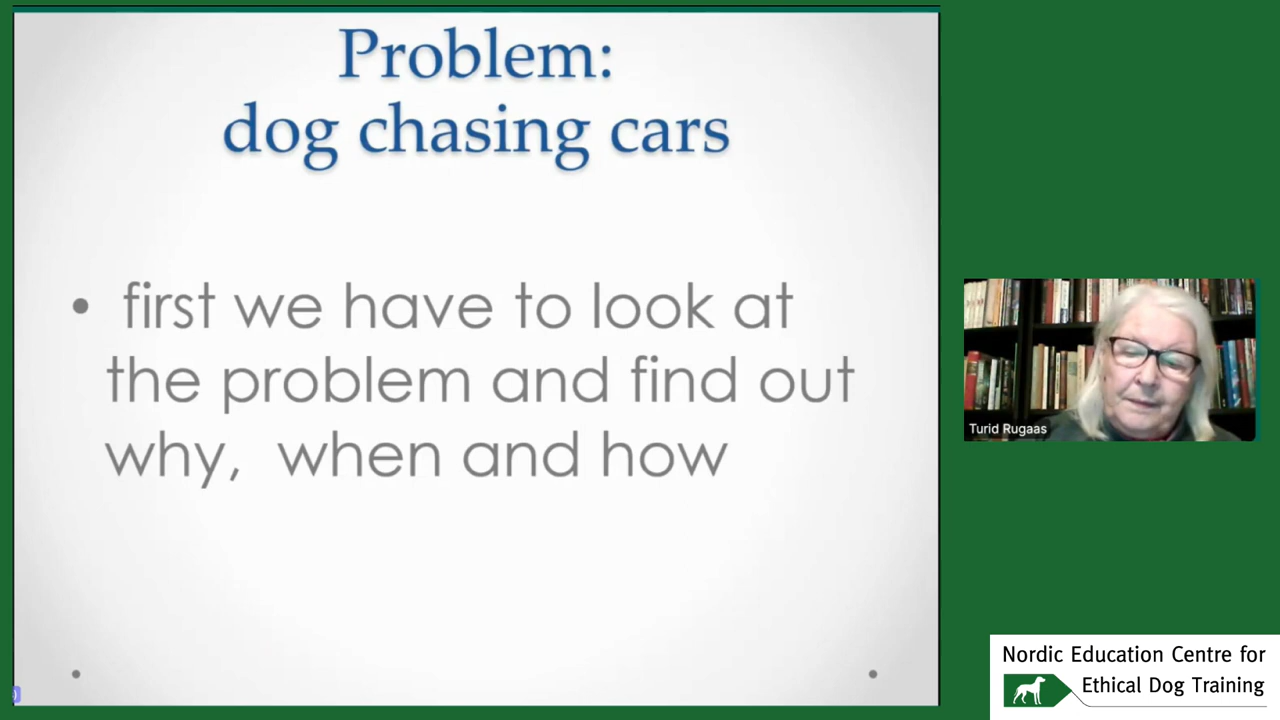 Problem:
dog chasing cars
• first we have to look at
the problem and find out
why, when and how
Turid Rugaas
Nordic Education Centre for
Ethical Dog Training